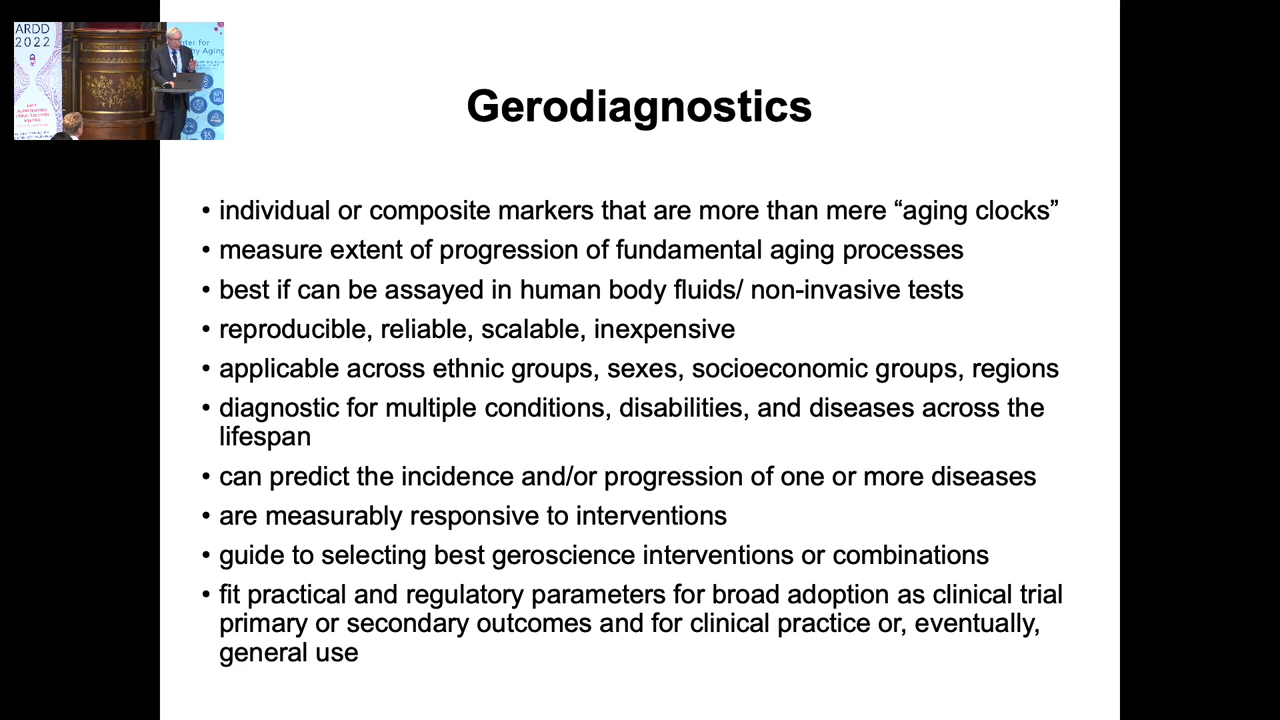 ARDD
2022
Gerodiagnostics
• individual or composite markers that are more than mere “aging clocks”
• measure extent of progression of fundamental aging processes
• best if can be assayed in human body fluids/ non-invasive tests
• reproducible, reliable, scalable, inexpensive
• applicable across ethnic groups, sexes, socioeconomic groups, regions
• diagnostic for multiple conditions, disabilities, and diseases across the
lifespan
• can predict the incidence and/or progression of one or more diseases
• are measurably responsive to interventions
• guide to selecting best geroscience interventions or combinations
• fit practical and regulatory parameters for broad adoption as clinical trial
primary or secondary outcomes and for clinical practice or, eventually,
general use